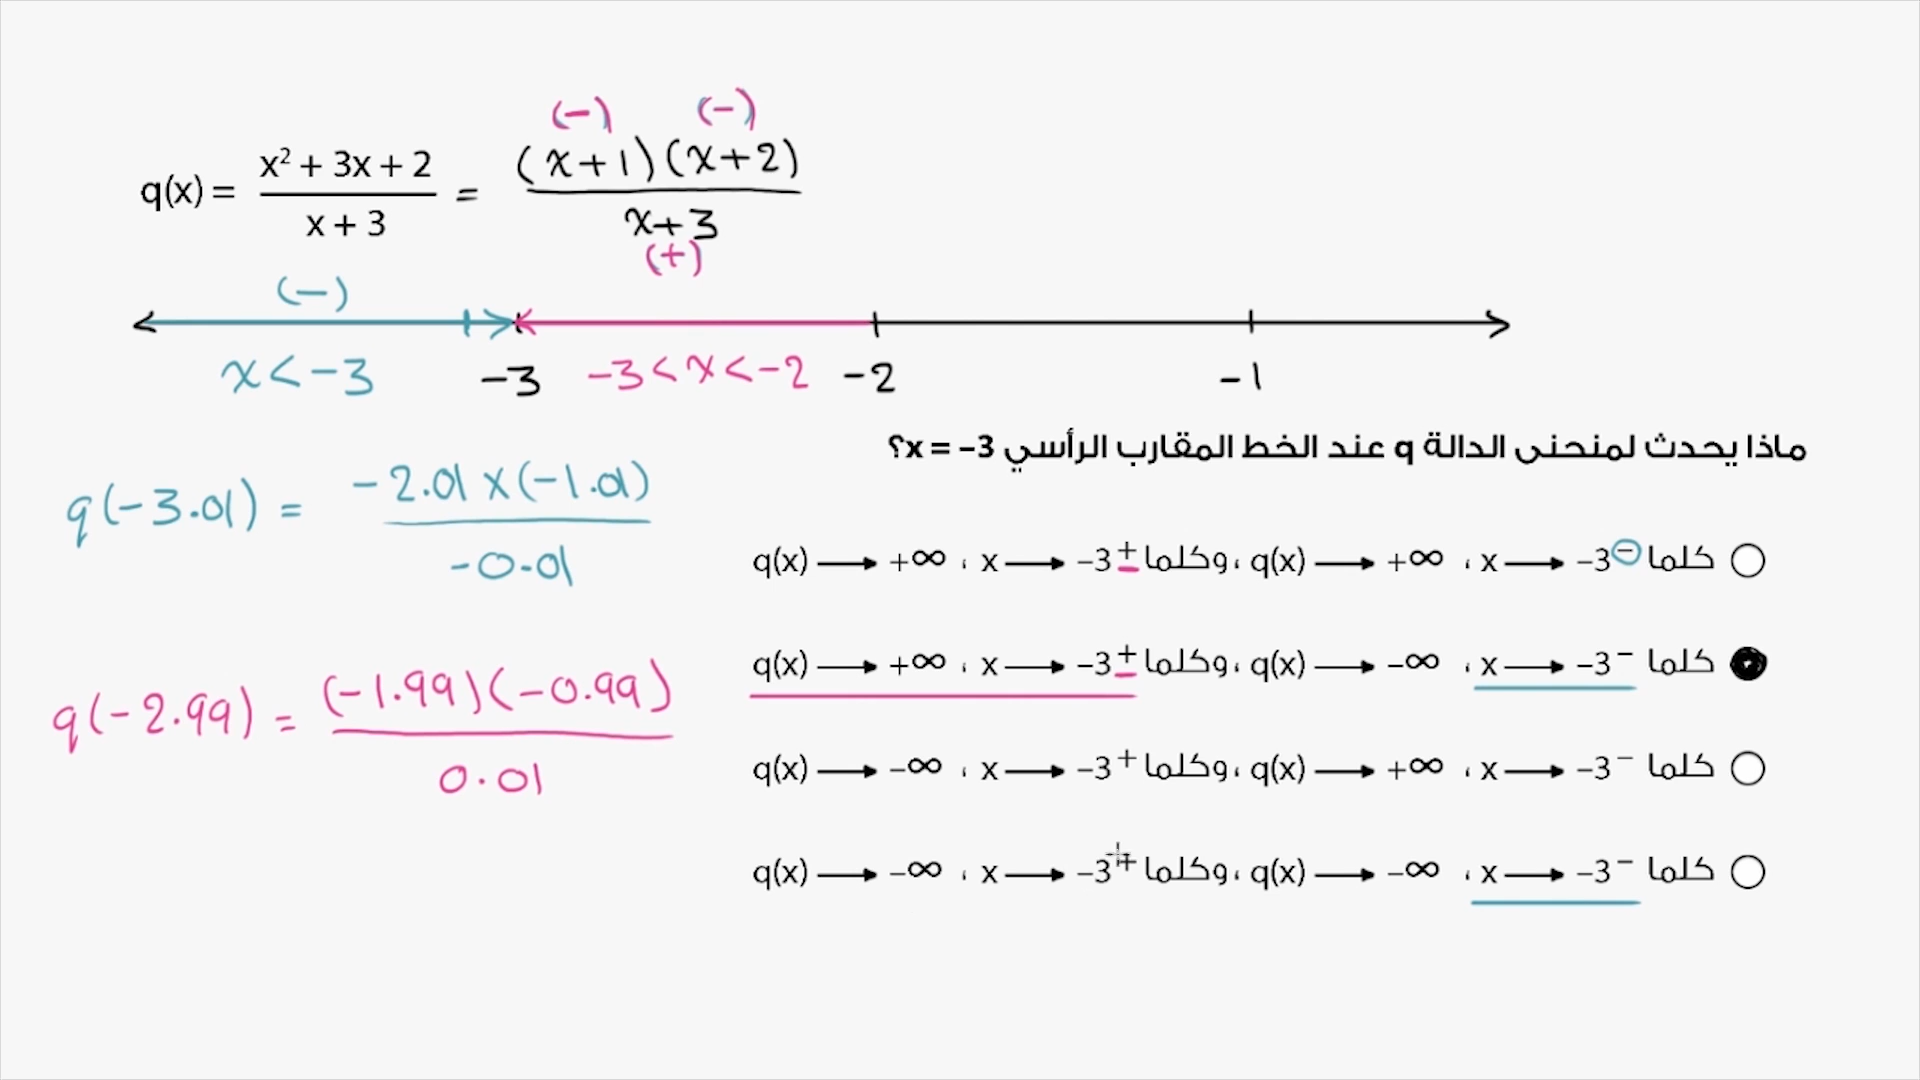 (-) (-)
q(x) = x² + 3x + 2 / x + 3 = (x+1)(x+2) / x+3
(+)
(-)
-3 -2 -1
x < -3
-3 < x < -2
ماذا يحدث لمنحنى الدالة q عند الخط المقارب الرأسي x = −3؟
q(-3.01) = -2.01 x (-1.01) / -0.01
q(-2.99) = (-1.99)(-0.99) / 0.01
كلما x ⟶ −3⁻ ، q(x) ⟶ +∞ ، وكلما x ⟶ −3⁺ ، q(x) ⟶ +∞
كلما x ⟶ −3⁻ ، q(x) ⟶ −∞ ، وكلما x ⟶ −3⁺ ، q(x) ⟶ +∞
كلما x ⟶ −3⁻ ، q(x) ⟶ +∞ ، وكلما x ⟶ −3⁺ ، q(x) ⟶ −∞
كلما x ⟶ −3⁻ ، q(x) ⟶ −∞ ، وكلما x ⟶ −3⁺ ، q(x) ⟶ −∞